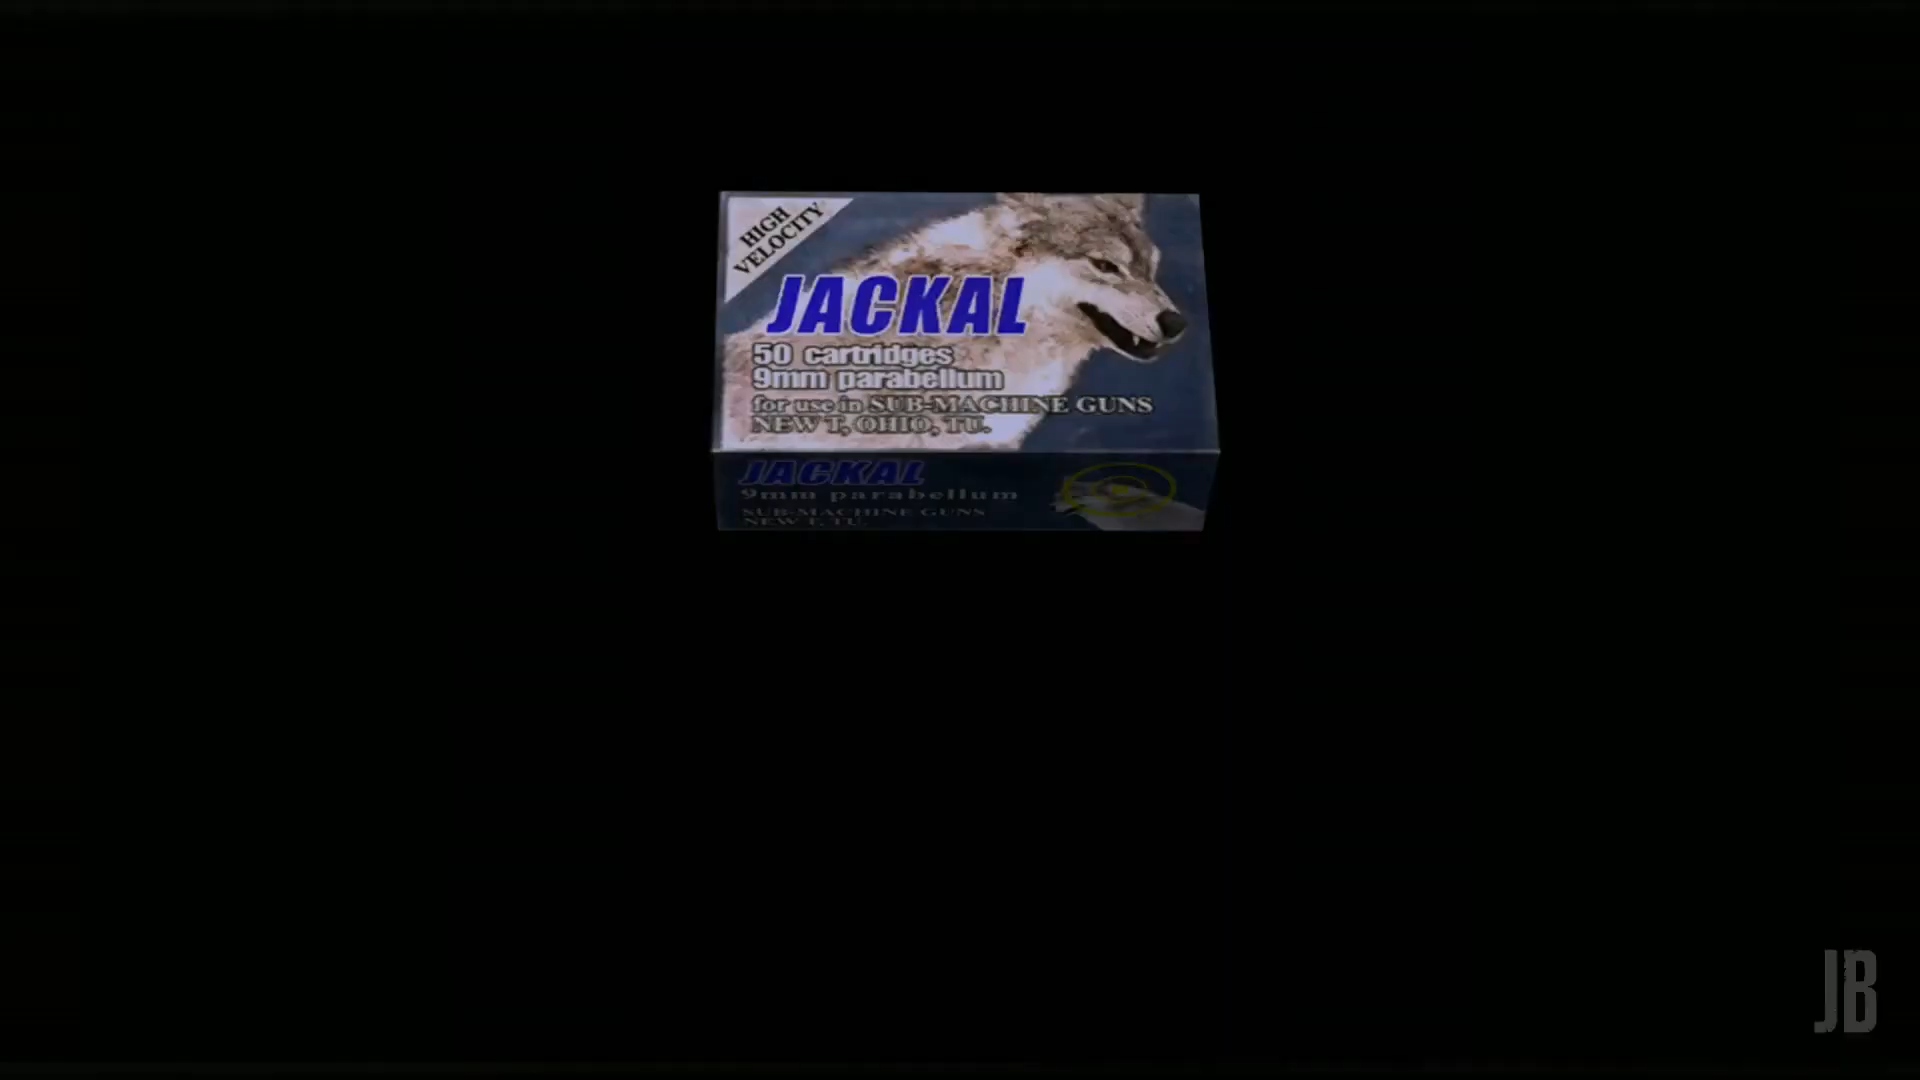 HIGH
VELOCITY
JACKAL
50 cartridges
9mm parabellum
for use in SUB-MACHINE GUNS
NEW T, OHIO, TU.
JACKAL
9mm parabellum
SUB-MACHINE GUNS
NEW T, TU.
JB